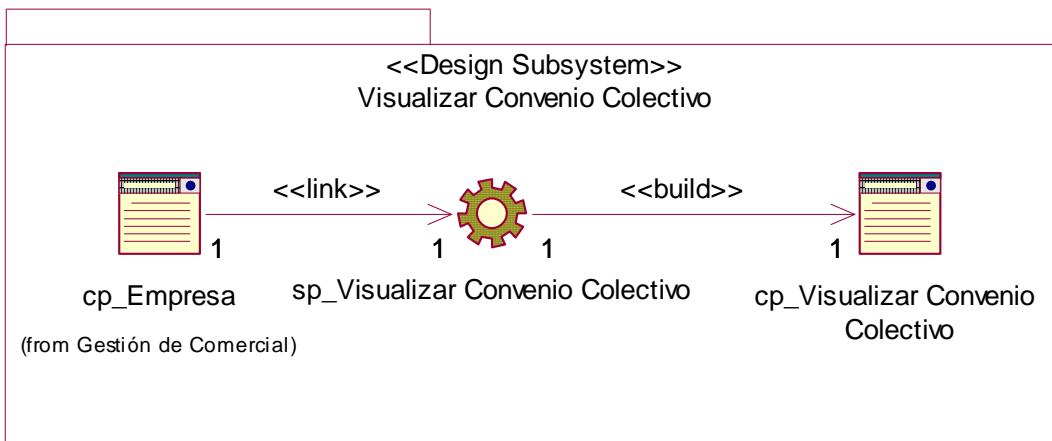 <<Design Subsystem>>
Visualizar Convenio Colectivo
<<link>>
<<build>>
1
1
1
1
cp_Empresa
sp_Visualizar Convenio Colectivo
cp_Visualizar Convenio
Colectivo
(from Gestión de Comercial)